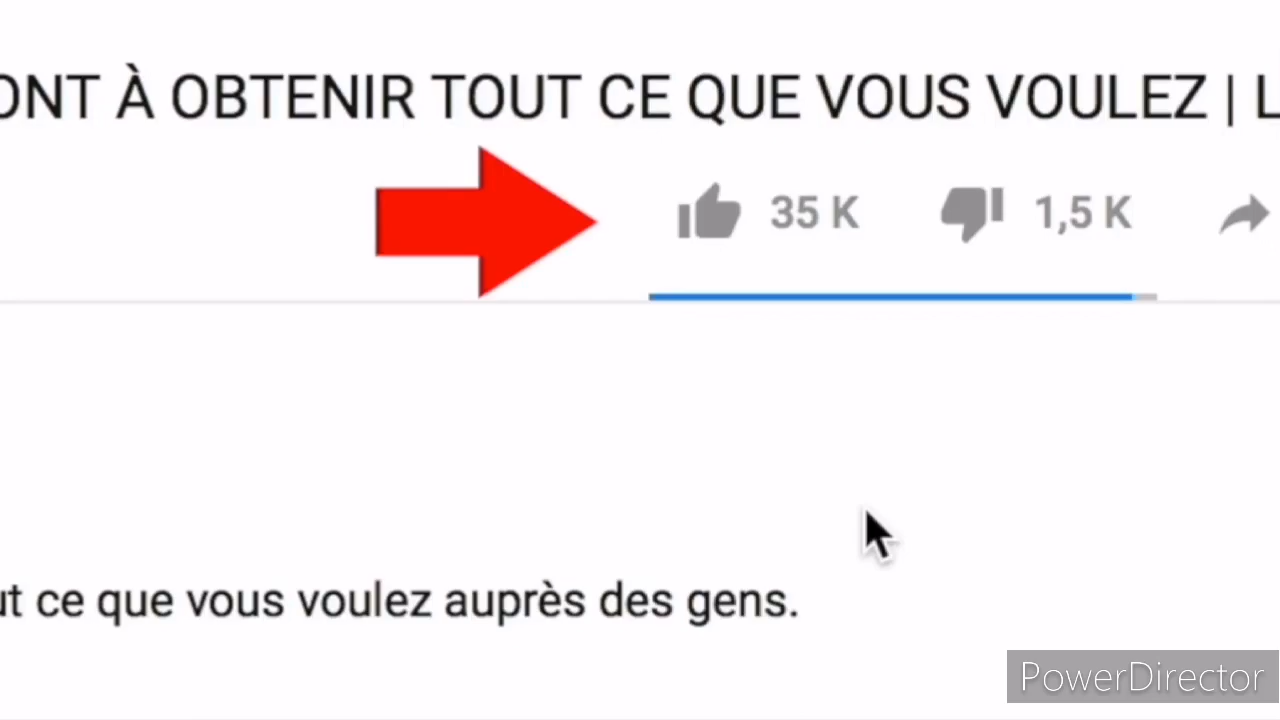 ONT À OBTENIR TOUT CE QUE VOUS VOULEZ | L
35 K 1,5 K
ut ce que vous voulez auprès des gens.
PowerDirector